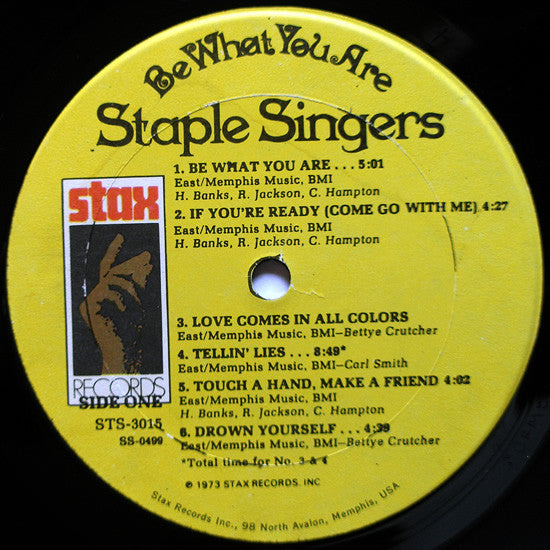 Be What You Are
Staple Singers
1. BE WHAT YOU ARE . . . 5:01
East/Memphis Music, BMI
H. Banks, R. Jackson, C. Hampton
2. IF YOU'RE READY (COME GO WITH ME) 4:27
East/Memphis Music, BMI
H. Banks, R. Jackson, C. Hampton
stax
RECORDS
3. LOVE COMES IN ALL COLORS
East/Memphis Music, BMI–Bettye Crutcher
4. TELLIN' LIES . . . 8:49*
East/Memphis Music, BMI–Carl Smith
5. TOUCH A HAND, MAKE A FRIEND 4:02
East/Memphis Music, BMI
H. Banks, R. Jackson, C. Hampton
6. DROWN YOURSELF . . . 4:39
East/Memphis Music, BMI–Bettye Crutcher
*Total time for No. 3 & 4
SIDE ONE
STS-3015
SS-0499
℗ 1973 STAX RECORDS, INC
Stax Records Inc., 98 North Avalon, Memphis, USA